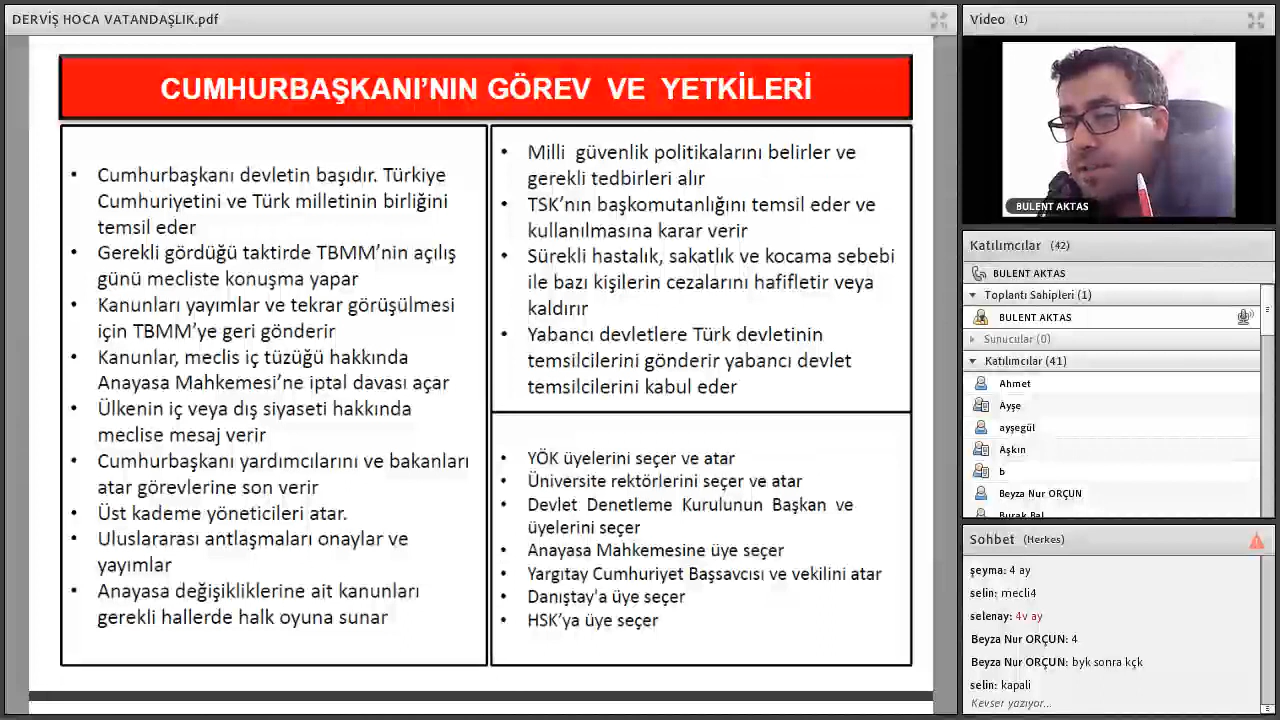 DERVİŞ HOCA VATANDAŞLIK.pdf
CUMHURBAŞKANI’NIN GÖREV VE YETKİLERİ
• Cumhurbaşkanı devletin başıdır. Türkiye
Cumhuriyetini ve Türk milletinin birliğini
temsil eder
• Gerekli gördüğü taktirde TBMM’nin açılış
günü mecliste konuşma yapar
• Kanunları yayımlar ve tekrar görüşülmesi
için TBMM’ye geri gönderir
• Kanunlar, meclis iç tüzüğü hakkında
Anayasa Mahkemesi’ne iptal davası açar
• Ülkenin iç veya dış siyaseti hakkında
meclise mesaj verir
• Cumhurbaşkanı yardımcılarını ve bakanları
atar görevlerine son verir
• Üst kademe yöneticileri atar.
• Uluslararası antlaşmaları onaylar ve
yayımlar
• Anayasa değişikliklerine ait kanunları
gerekli hallerde halk oyuna sunar
• Milli güvenlik politikalarını belirler ve
gerekli tedbirleri alır
• TSK’nın başkomutanlığını temsil eder ve
kullanılmasına karar verir
• Sürekli hastalık, sakatlık ve kocama sebebi
ile bazı kişilerin cezalarını hafifletir veya
kaldırır
• Yabancı devletlere Türk devletinin
temsilcilerini gönderir yabancı devlet
temsilcilerini kabul eder
• YÖK üyelerini seçer ve atar
• Üniversite rektörlerini seçer ve atar
• Devlet Denetleme Kurulunun Başkan ve
üyelerini seçer
• Anayasa Mahkemesine üye seçer
• Yargıtay Cumhuriyet Başsavcısı ve vekilini atar
• Danıştay'a üye seçer
• HSK’ya üye seçer
Video (1)
BULENT AKTAS
Katılımcılar (42)
BULENT AKTAS
Toplantı Sahipleri (1)
BULENT AKTAS
Sunucular (0)
Katılımcılar (41)
Ahmet
Ayşe
ayşegül
Aşkın
b
Beyza Nur ORÇUN
Burak Bal
Sohbet (Herkes)
şeyma: 4 ay
selin: mecli4
selenay: 4v ay
Beyza Nur ORÇUN: 4
Beyza Nur ORÇUN: byk sonra kçk
selin: kapali
Kevser yazıyor...